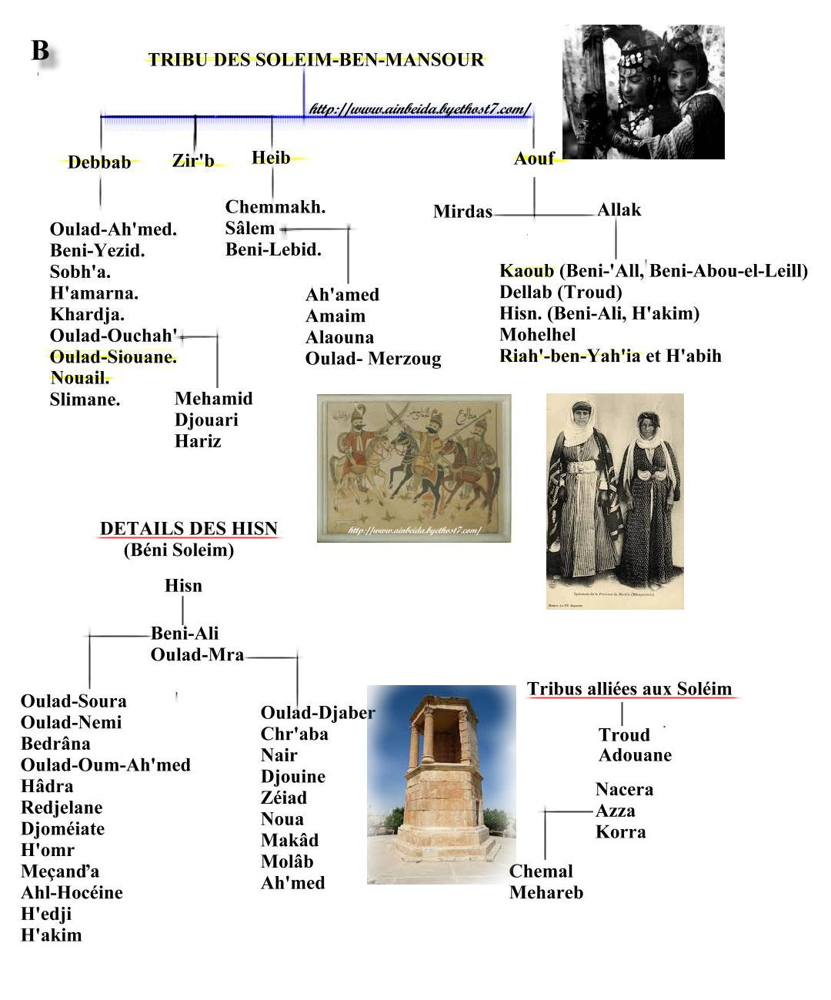 B
TRIBU DES SOLEIM-BEN-MANSOUR
http://www.ainbeida.byethost7.com/
Debbab
Zir'b
Heib
Aouf
Chemmakh.
Sâlem
Beni-Lebid.
Mirdas
Allak
Oulad-Ah'med.
Beni-Yezid.
Sobh'a.
H'amarna.
Khardja.
Oulad-Ouchah'
Oulad-Siouane.
Nouail.
Slimane.
Mehamid
Djouari
Hariz
Ah'amed
Amaim
Alaouna
Oulad- Merzoug
Kaoub (Beni-'All, Beni-Abou-el-Leill)
Dellab (Troud)
Hisn. (Beni-Ali, H'akim)
Mohelhel
Riah'-ben-Yah'ia et H'abih
http://www.ainbeida.byethost7.com/
DETAILS DES HISN
(Béni Soleim)
Hisn
Beni-Ali
Oulad-Mra
Oulad-Soura
Oulad-Nemi
Bedrâna
Oulad-Oum-Ah'med
Hâdra
Redjelane
Djoméiate
H'omr
Meçand'a
Ahl-Hocéine
H'edji
H'akim
Oulad-Djaber
Chr'aba
Nair
Djouine
Zéiad
Noua
Makâd
Molâb
Ah'med
Tribus alliées aux Soléim
Troud
Adouane
Nacera
Azza
Korra
Chemal
Mehareb